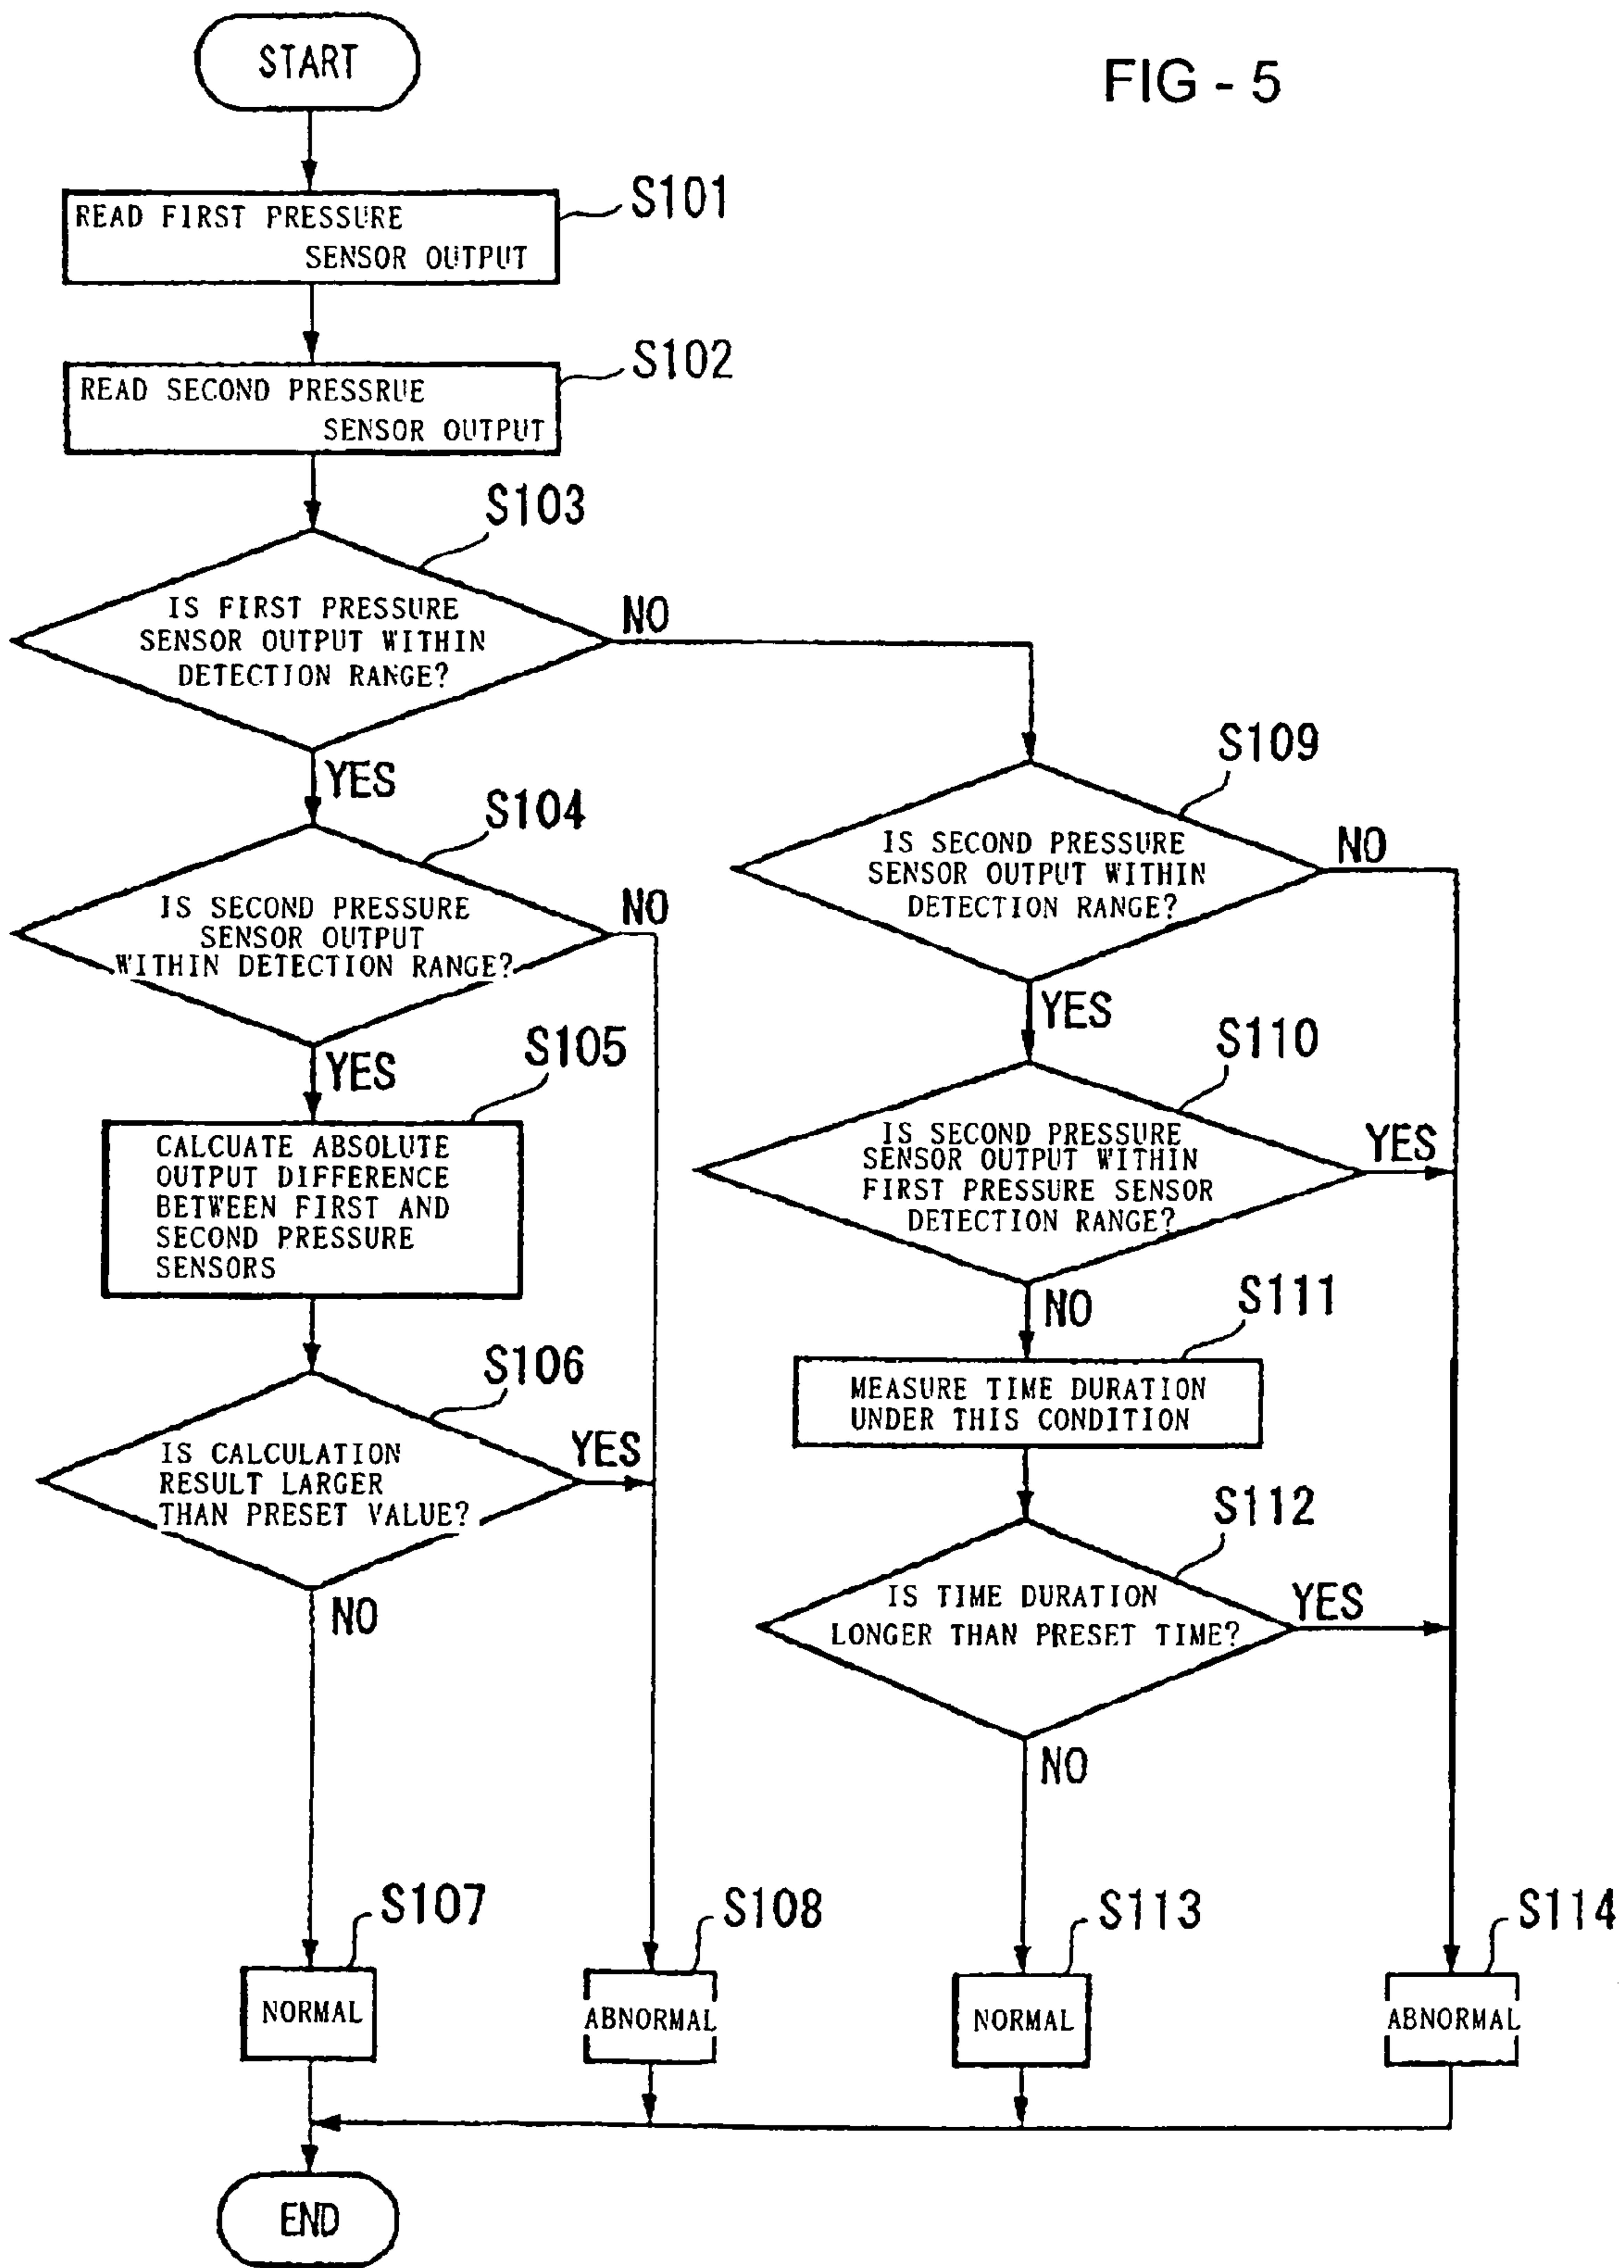 START
FIG - 5
READ FIRST PRESSURE
SENSOR OUTPUT
S101
READ SECOND PRESSRUE
SENSOR OUTPUT
S102
S103
IS FIRST PRESSURE
SENSOR OUTPUT WITHIN
DETECTION RANGE?
NO
YES
S104
IS SECOND PRESSURE
SENSOR OUTPUT
WITHIN DETECTION RANGE?
NO
YES
S105
CALCUATE ABSOLUTE
OUTPUT DIFFERENCE
BETWEEN FIRST AND
SECOND PRESSURE
SENSORS
S106
IS CALCULATION
RESULT LARGER
THAN PRESET VALUE?
YES
NO
S107
NORMAL
S108
ABNORMAL
S109
IS SECOND PRESSURE
SENSOR OUTPUT WITHIN
DETECTION RANGE?
NO
YES
S110
IS SECOND PRESSURE
SENSOR OUTPUT WITHIN
FIRST PRESSURE SENSOR
DETECTION RANGE?
YES
NO
S111
MEASURE TIME DURATION
UNDER THIS CONDITION
S112
IS TIME DURATION
LONGER THAN PRESET TIME?
YES
NO
S113
NORMAL
S114
ABNORMAL
END